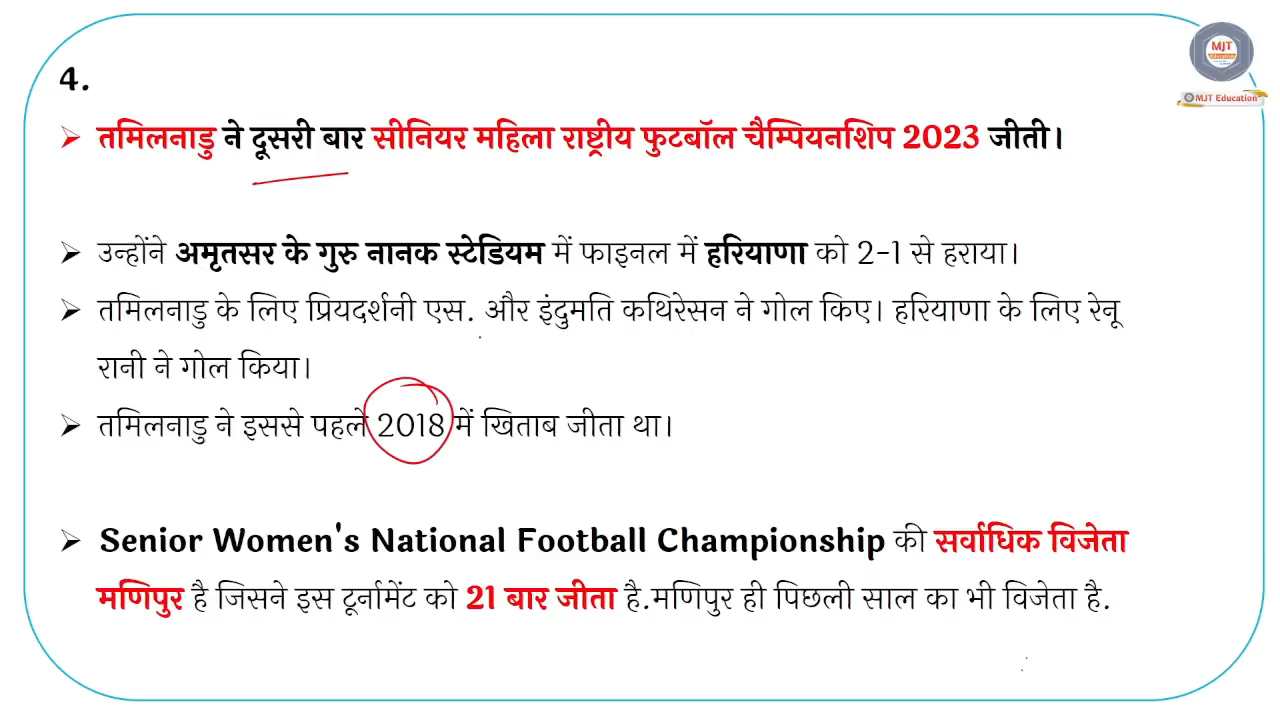 MJT
Education
MJT Education
4.
➢ तमिलनाडु ने दूसरी बार सीनियर महिला राष्ट्रीय फुटबॉल चैम्पियनशिप 2023 जीती।
➢ उन्होंने अमृतसर के गुरु नानक स्टेडियम में फाइनल में हरियाणा को 2-1 से हराया।
➢ तमिलनाडु के लिए प्रियदर्शनी एस. और इंदुमति कथिरेसन ने गोल किए। हरियाणा के लिए रेनू
रानी ने गोल किया।
➢ तमिलनाडु ने इससे पहले 2018 में खिताब जीता था।
➢ Senior Women's National Football Championship की सर्वाधिक विजेता
मणिपुर है जिसने इस टूर्नामेंट को 21 बार जीता है.मणिपुर ही पिछली साल का भी विजेता है.